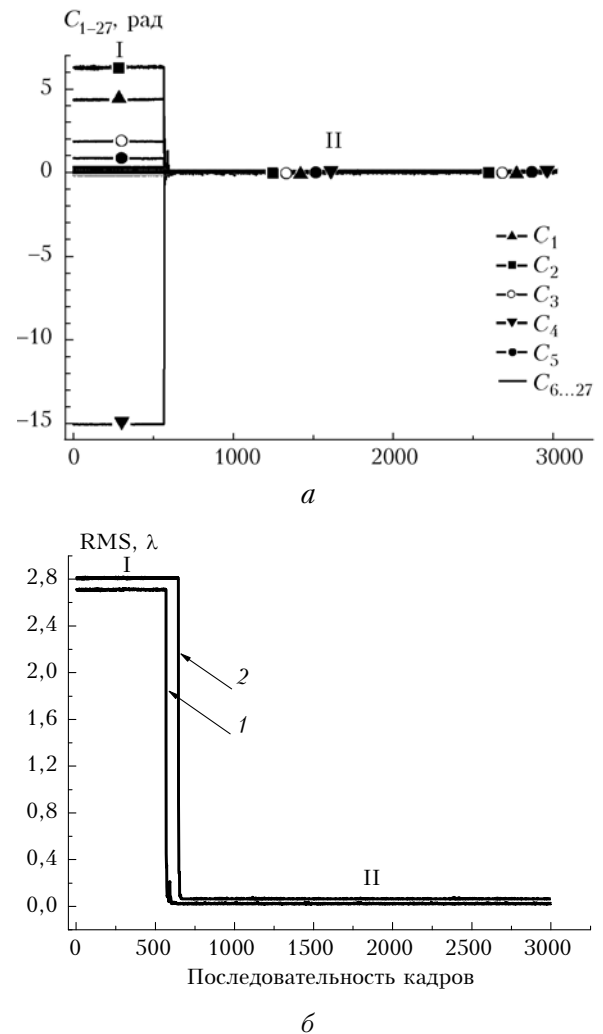 C₁₋₂₇, рад
I
5
II
0
C₁
C₂
−5
C₃
C₄
−10
C₅
C₆...₂₇
−15
0 1000 2000 3000
а
RMS, λ
I
2,8
2,4
2
2,0
1
1,6
1,2
0,8
0,4
II
0,0
0 500 1000 1500 2000 2500 3000
Последовательность кадров
б